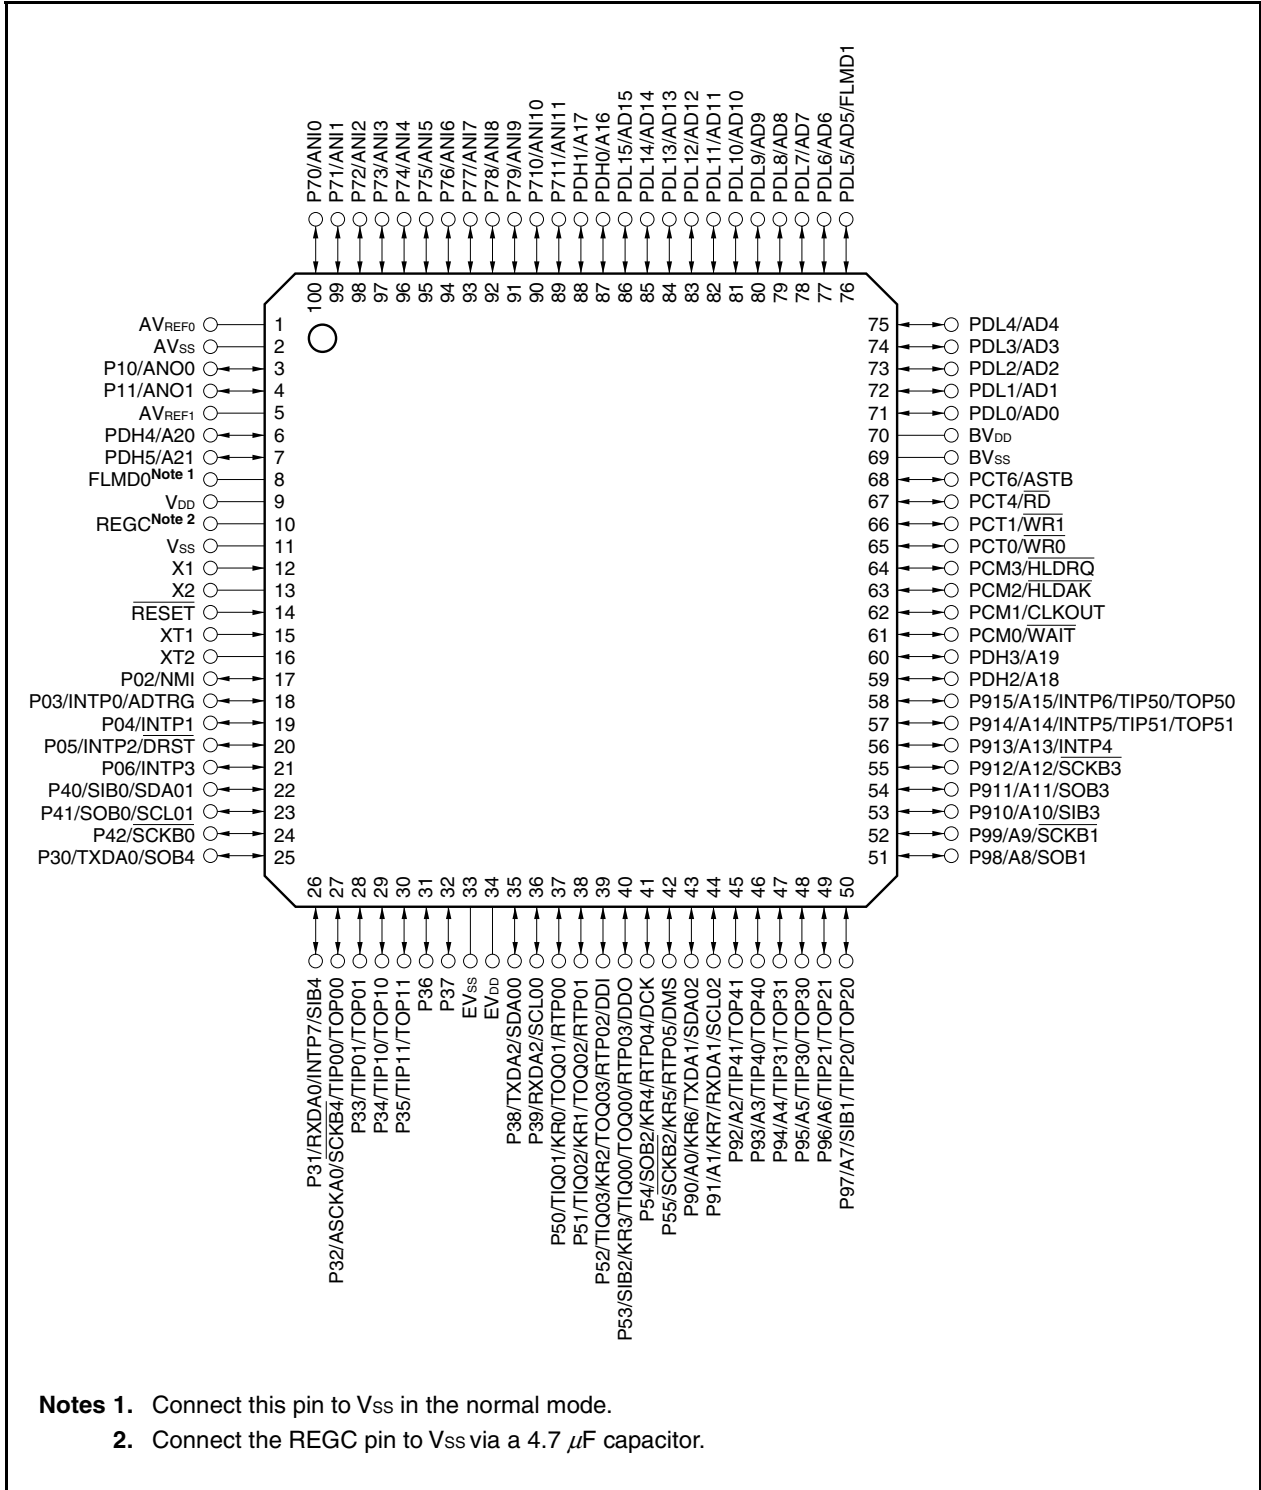 P70/ANI0
P71/ANI1
P72/ANI2
P73/ANI3
P74/ANI4
P75/ANI5
P76/ANI6
P77/ANI7
P78/ANI8
P79/ANI9
P710/ANI10
P711/ANI11
PDH1/A17
PDH0/A16
PDL15/AD15
PDL14/AD14
PDL13/AD13
PDL12/AD12
PDL11/AD11
PDL10/AD10
PDL9/AD9
PDL8/AD8
PDL7/AD7
PDL6/AD6
PDL5/AD5/FLMD1
100 99 98 97 96 95 94 93 92 91 90 89 88 87 86 85 84 83 82 81 80 79 78 77 76
AVREF0 1
AVSS 2
P10/ANO0 3
P11/ANO1 4
AVREF1 5
PDH4/A20 6
PDH5/A21 7
FLMD0Note 1 8
VDD 9
REGCNote 2 10
VSS 11
X1 12
X2 13
RESET 14
XT1 15
XT2 16
P02/NMI 17
P03/INTP0/ADTRG 18
P04/INTP1 19
P05/INTP2/DRST 20
P06/INTP3 21
P40/SIB0/SDA01 22
P41/SOB0/SCL01 23
P42/SCKB0 24
P30/TXDA0/SOB4 25
75 PDL4/AD4
74 PDL3/AD3
73 PDL2/AD2
72 PDL1/AD1
71 PDL0/AD0
70 BVDD
69 BVSS
68 PCT6/ASTB
67 PCT4/RD
66 PCT1/WR1
65 PCT0/WR0
64 PCM3/HLDRQ
63 PCM2/HLDAK
62 PCM1/CLKOUT
61 PCM0/WAIT
60 PDH3/A19
59 PDH2/A18
58 P915/A15/INTP6/TIP50/TOP50
57 P914/A14/INTP5/TIP51/TOP51
56 P913/A13/INTP4
55 P912/A12/SCKB3
54 P911/A11/SOB3
53 P910/A10/SIB3
52 P99/A9/SCKB1
51 P98/A8/SOB1
26 27 28 29 30 31 32 33 34 35 36 37 38 39 40 41 42 43 44 45 46 47 48 49 50
P31/RXDA0/INTP7/SIB4
P32/ASCKA0/SCKB4/TIP00/TOP00
P33/TIP01/TOP01
P34/TIP10/TOP10
P35/TIP11/TOP11
P36
P37
EVSS
EVDD
P38/TXDA2/SDA00
P39/RXDA2/SCL00
P50/TIQ01/KR0/TOQ01/RTP00
P51/TIQ02/KR1/TOQ02/RTP01
P52/TIQ03/KR2/TOQ03/RTP02/DDI
P53/SIB2/KR3/TIQ00/TOQ00/RTP03/DDO
P54/SOB2/KR4/RTP04/DCK
P55/SCKB2/KR5/RTP05/DMS
P90/A0/KR6/TXDA1/SDA02
P91/A1/KR7/RXDA1/SCL02
P92/A2/TIP41/TOP41
P93/A3/TIP40/TOP40
P94/A4/TIP31/TOP31
P95/A5/TIP30/TOP30
P96/A6/TIP21/TOP21
P97/A7/SIB1/TIP20/TOP20
Notes 1. Connect this pin to VSS in the normal mode.
2. Connect the REGC pin to VSS via a 4.7 μF capacitor.